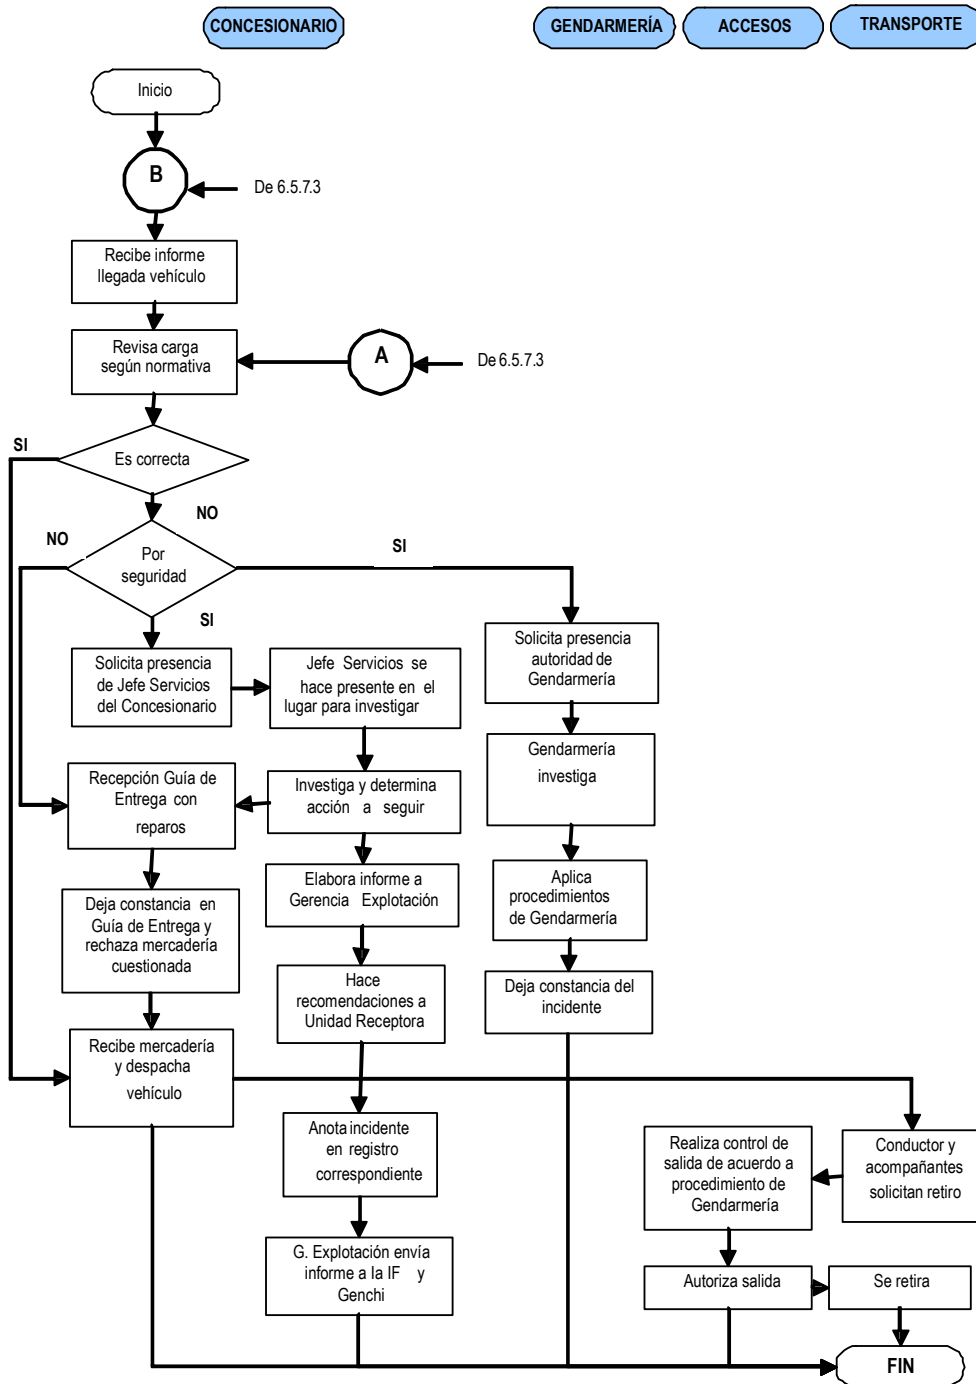 CONCESIONARIO
GENDARMERÍA
ACCESOS
TRANSPORTE
Inicio
B
De 6.5.7.3
Recibe informe
llegada vehículo
Revisa carga
según normativa
A
De 6.5.7.3
SI
Es correcta
NO
NO
Por
seguridad
SI
SI
Solicita presencia
de Jefe Servicios
del Concesionario
Jefe Servicios se
hace presente en el
lugar para investigar
Solicita presencia
autoridad de
Gendarmería
Gendarmería
investiga
Recepción Guía de
Entrega con
reparos
Investiga y determina
acción a seguir
Elabora informe a
Gerencia Explotación
Aplica
procedimientos
de Gendarmería
Deja constancia en
Guía de Entrega y
rechaza mercadería
cuestionada
Hace
recomendaciones a
Unidad Receptora
Deja constancia del
incidente
Recibe mercadería
y despacha
vehículo
Anota incidente
en registro
correspondiente
Realiza control de
salida de acuerdo a
procedimiento de
Gendarmería
Conductor y
acompañantes
solicitan retiro
G. Explotación envía
informe a la IF y
Genchi
Autoriza salida
Se retira
FIN